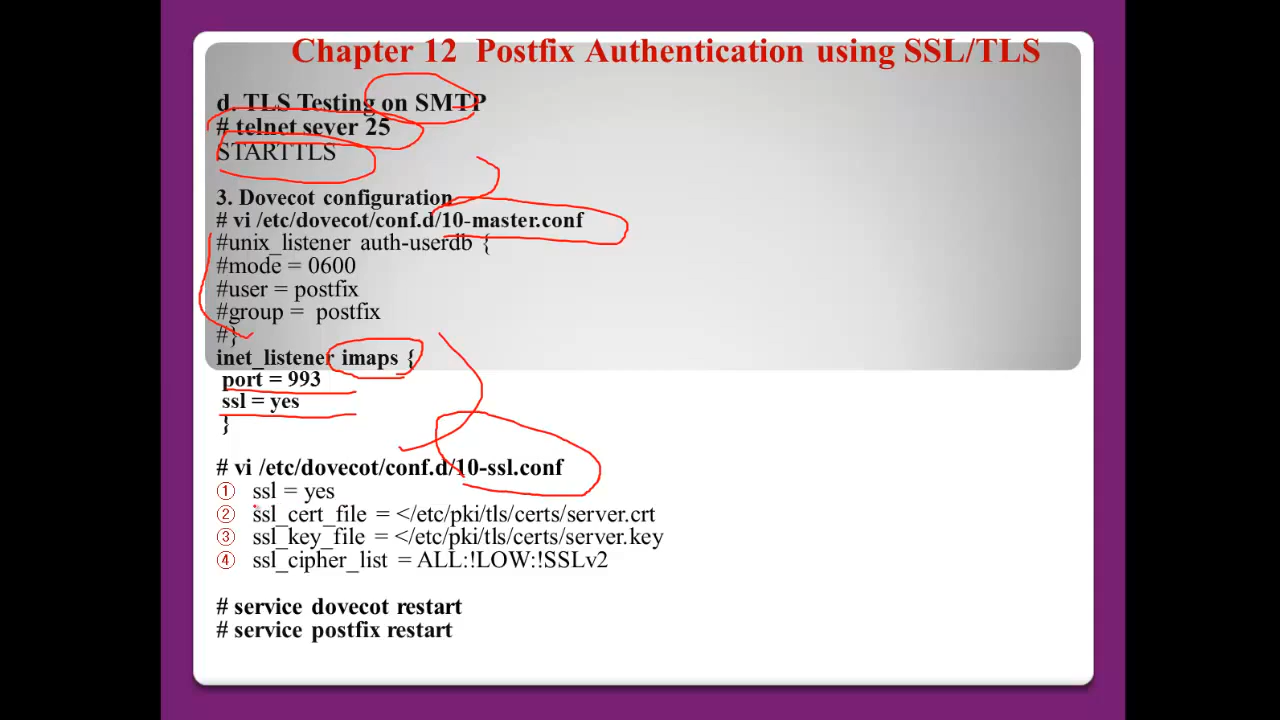 Chapter 12 Postfix Authentication using SSL/TLS
d. TLS Testing on SMTP
# telnet sever 25
STARTTLS
3. Dovecot configuration
# vi /etc/dovecot/conf.d/10-master.conf
#unix_listener auth-userdb {
#mode = 0600
#user = postfix
#group = postfix
#}
inet_listener imaps {
port = 993
ssl = yes
}
# vi /etc/dovecot/conf.d/10-ssl.conf
① ssl = yes
② ssl_cert_file = </etc/pki/tls/certs/server.crt
③ ssl_key_file = </etc/pki/tls/certs/server.key
④ ssl_cipher_list = ALL:!LOW:!SSLv2
# service dovecot restart
# service postfix restart